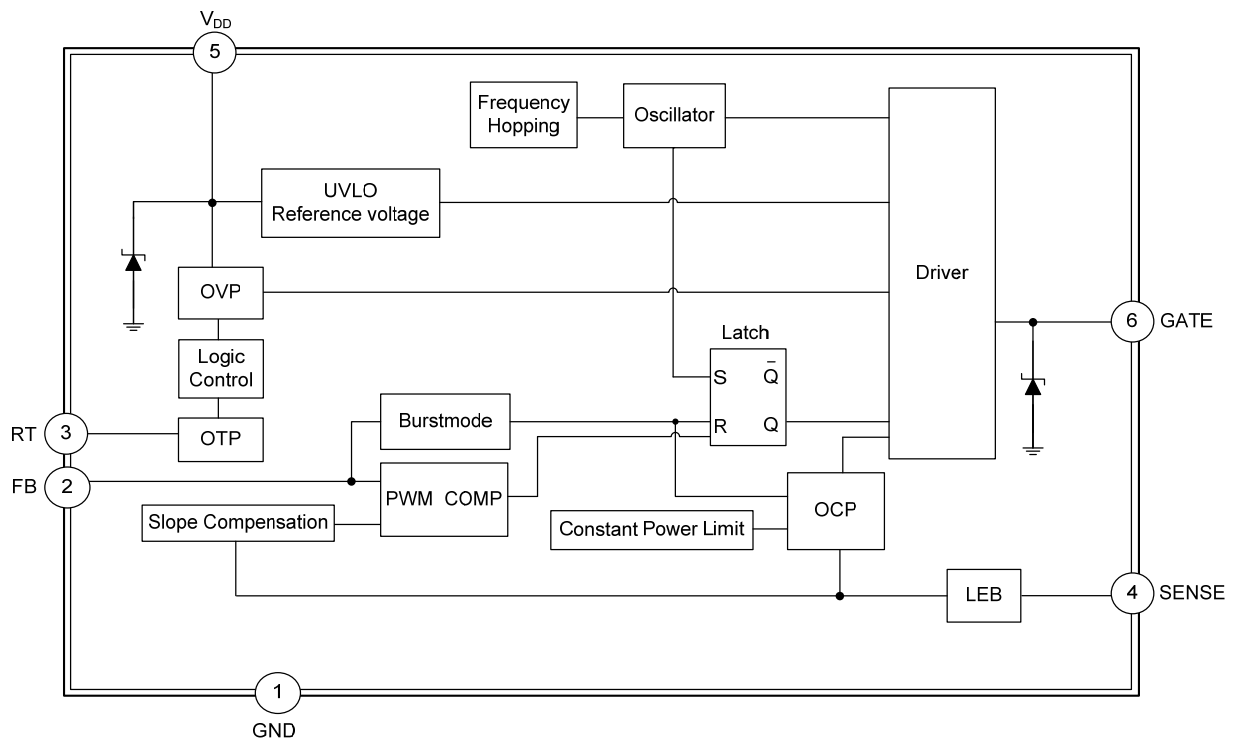 VDD
5
Frequency
Hopping
Oscillator
UVLO
Reference voltage
Driver
OVP
6 GATE
Latch
Logic
Control
S Q̅
Burstmode
R Q
RT 3
OTP
FB 2
PWM COMP
OCP
Slope Compensation
Constant Power Limit
LEB
4 SENSE
1
GND